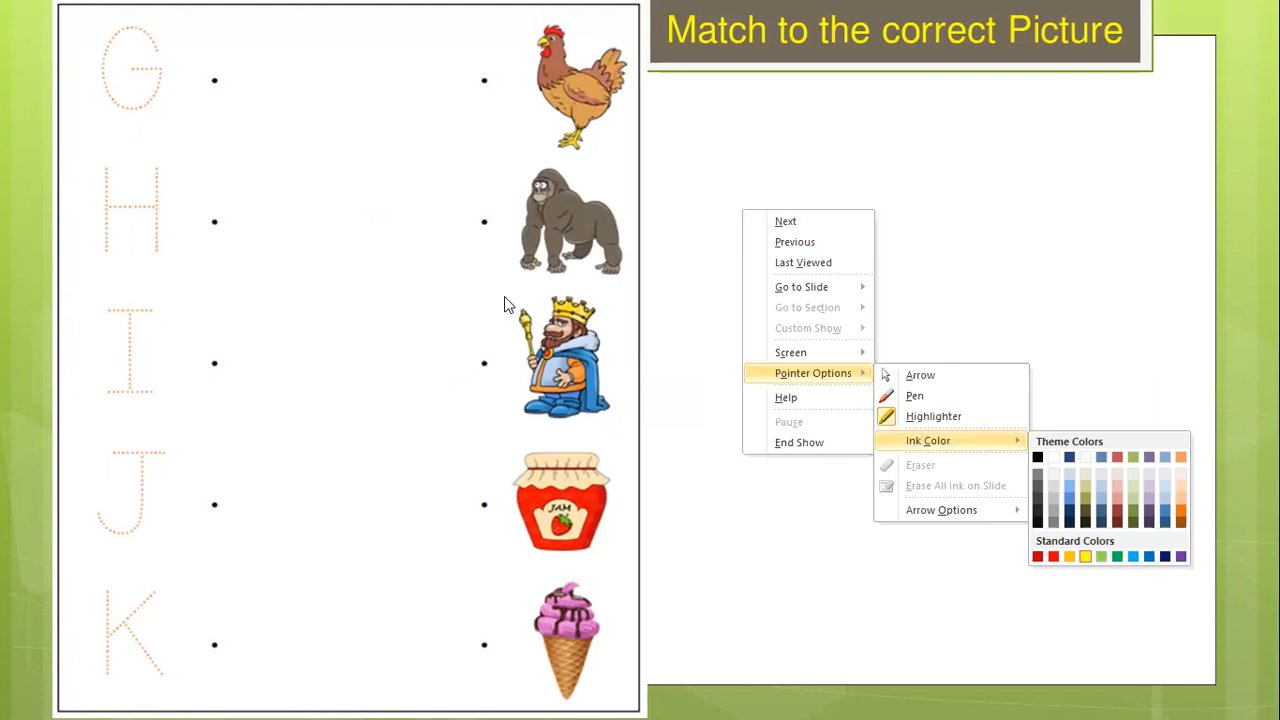 Match to the correct Picture
G
H
I
J
K
JAM
Next
Previous
Last Viewed
Go to Slide
Go to Section
Custom Show
Screen
Pointer Options
Help
Pause
End Show
Arrow
Pen
Highlighter
Ink Color
Eraser
Erase All Ink on Slide
Arrow Options
Theme Colors
Standard Colors